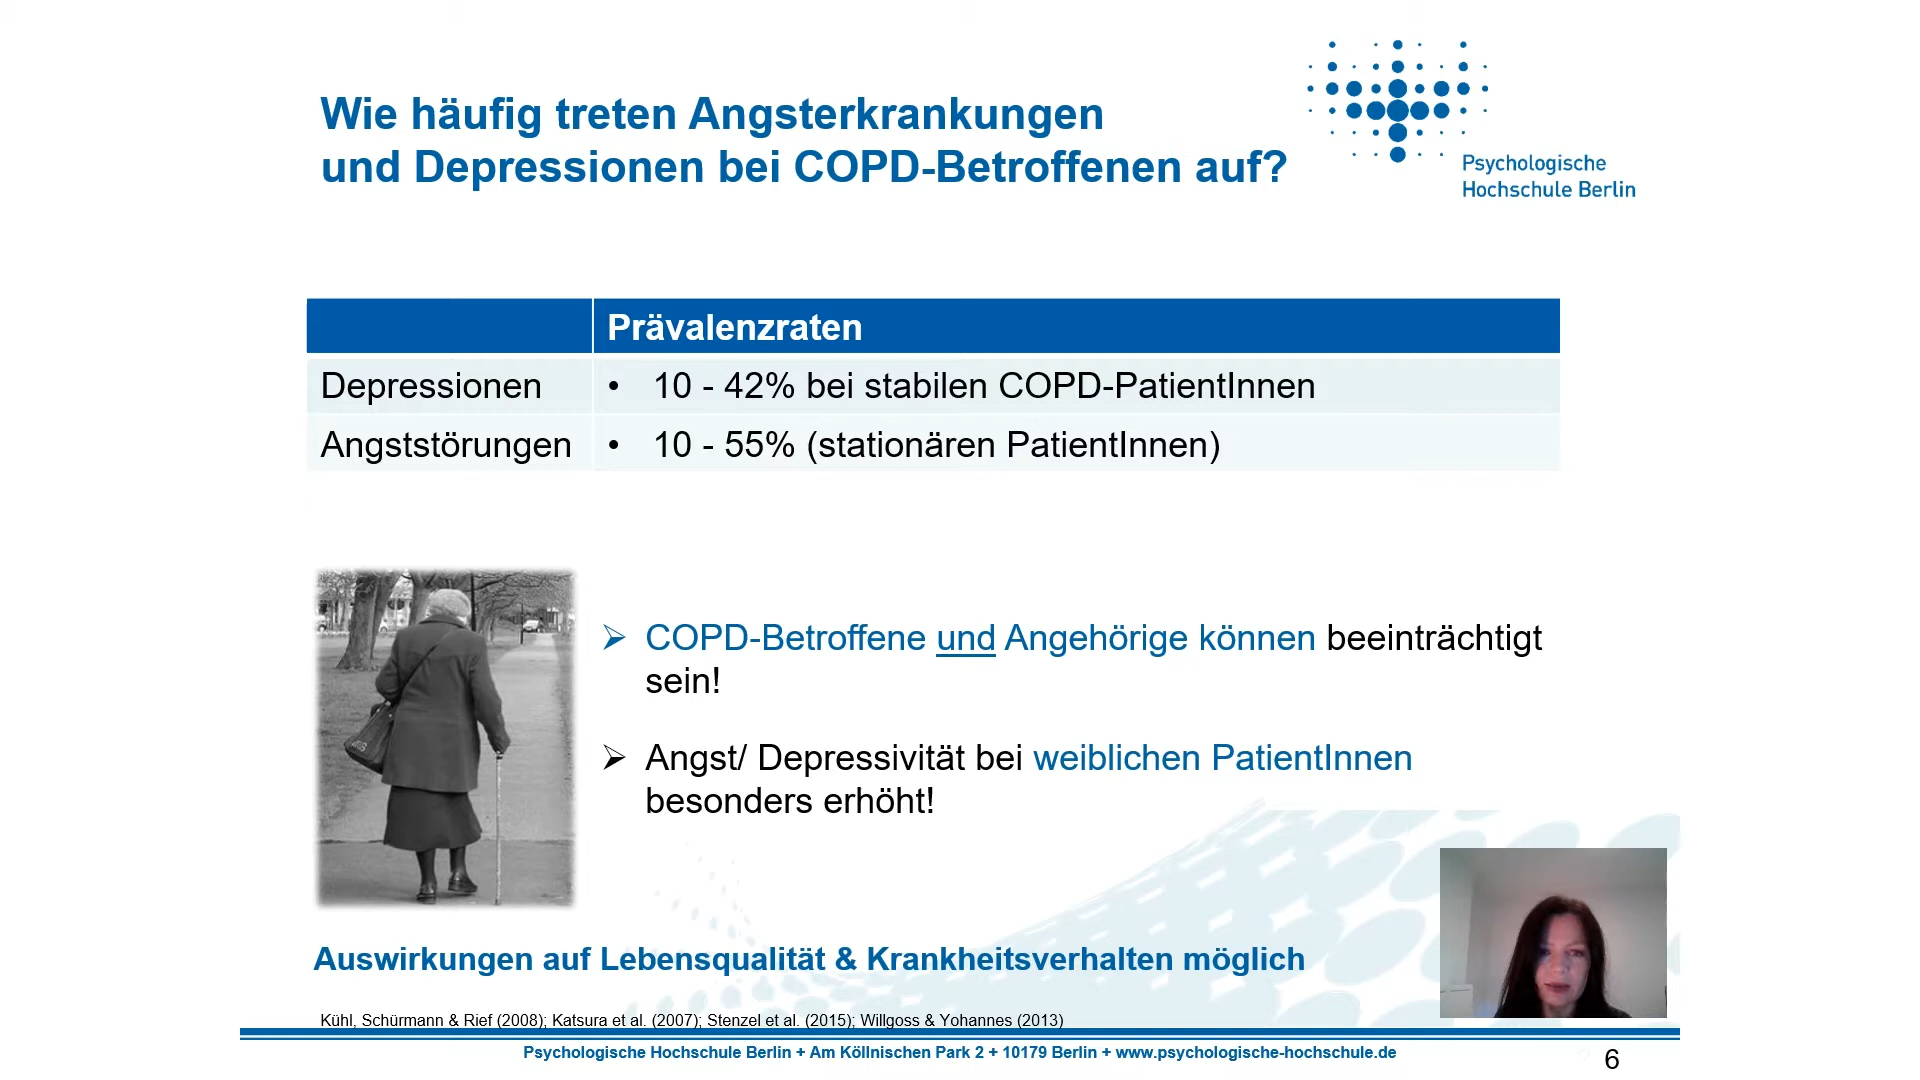 Wie häufig treten Angsterkrankungen
und Depressionen bei COPD-Betroffenen auf?
Psychologische
Hochschule Berlin
Prävalenzraten
Depressionen • 10 - 42% bei stabilen COPD-PatientInnen
Angststörungen • 10 - 55% (stationären PatientInnen)
➢ COPD-Betroffene und Angehörige können beeinträchtigt
sein!
➢ Angst/ Depressivität bei weiblichen PatientInnen
besonders erhöht!
Auswirkungen auf Lebensqualität & Krankheitsverhalten möglich
Kühl, Schürmann & Rief (2008); Katsura et al. (2007); Stenzel et al. (2015); Willgoss & Yohannes (2013)
Psychologische Hochschule Berlin + Am Köllnischen Park 2 + 10179 Berlin + www.psychologische-hochschule.de
6